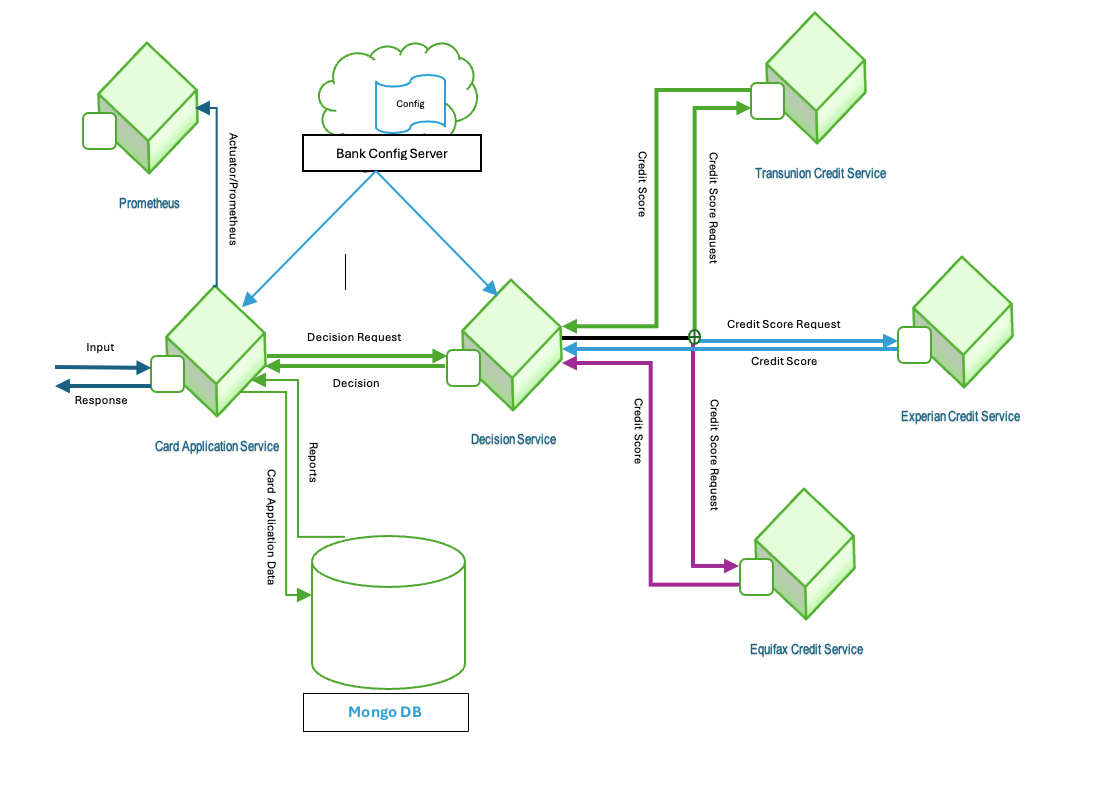 Config
Bank Config Server
Prometheus
Actuator/Prometheus
Transunion Credit Service
Credit Score
Credit Score Request
Input
Response
Card Application Service
Decision Request
Decision
Decision Service
Credit Score Request
Credit Score
Experian Credit Service
Credit Score
Credit Score Request
Equifax Credit Service
Reports
Card Application Data
Mongo DB